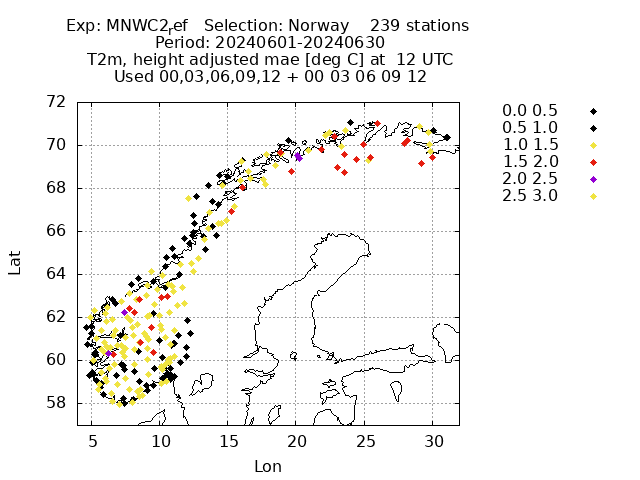 Exp: MNWC2ref Selection: Norway 239 stations
Period: 20240601-20240630
T2m, height adjusted mae [deg C] at 12 UTC
Used 00,03,06,09,12 + 00 03 06 09 12
72
70
68
66
64
62
60
58
5 10 15 20 25 30
Lat
Lon
0.0 0.5
0.5 1.0
1.0 1.5
1.5 2.0
2.0 2.5
2.5 3.0